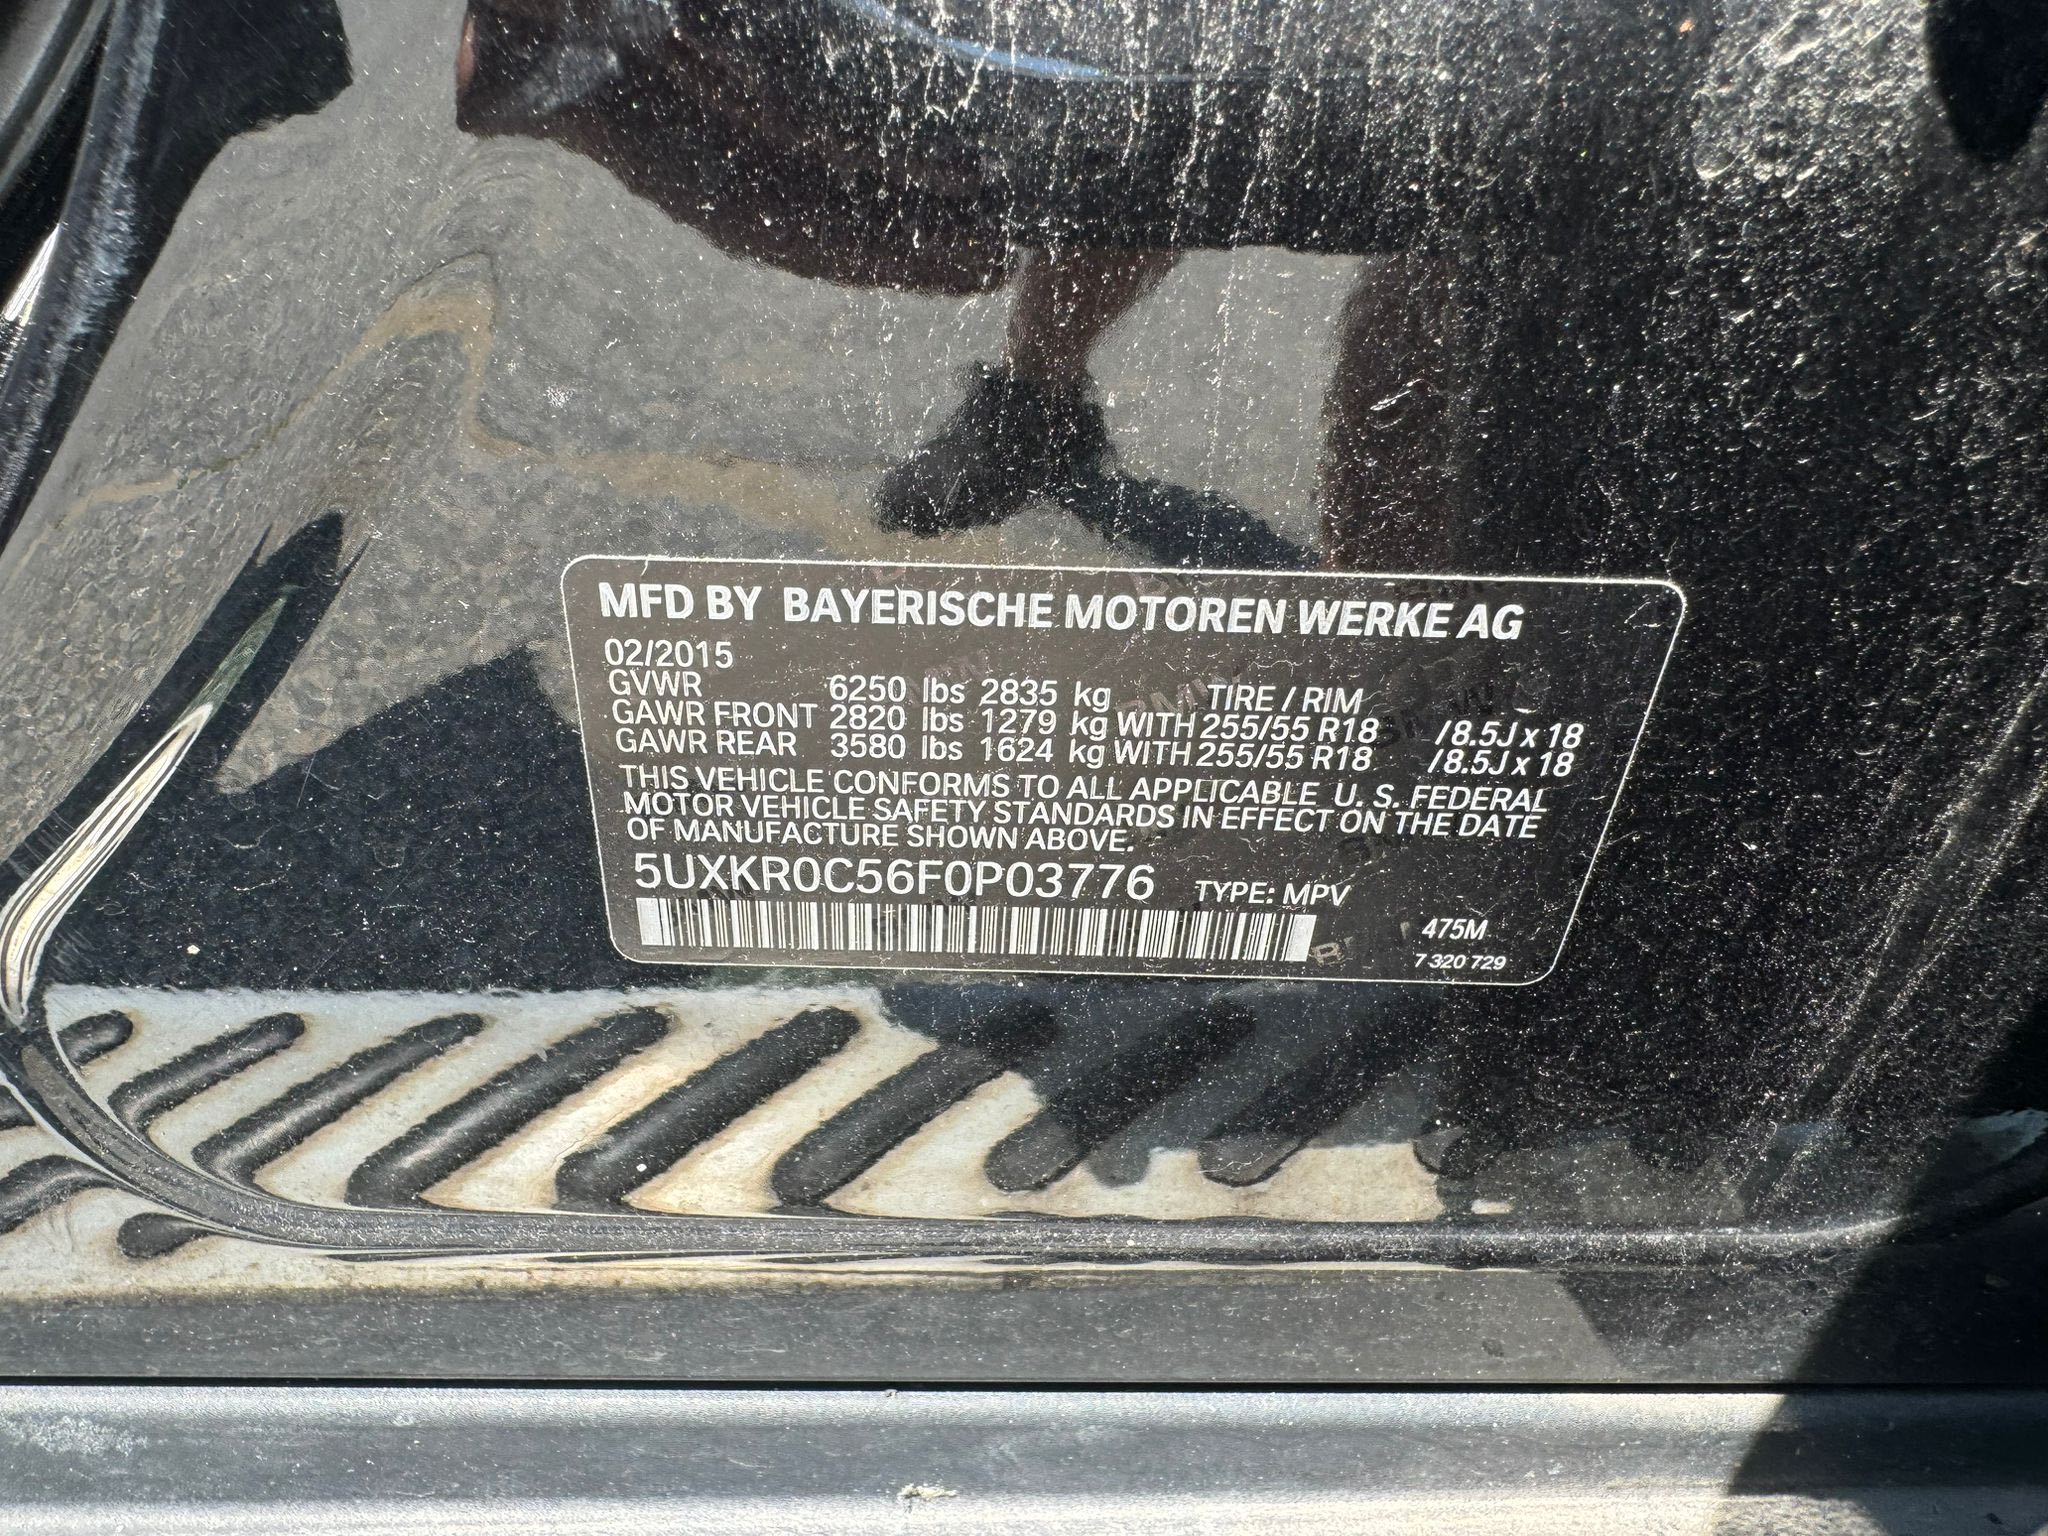 MFD BY BAYERISCHE MOTOREN WERKE AG
02/2015
GVWR 6250 lbs 2835 kg TIRE / RIM
GAWR FRONT 2820 lbs 1279 kg WITH 255/55 R18 /8.5J x 18
GAWR REAR 3580 lbs 1624 kg WITH 255/55 R18 /8.5J x 18
THIS VEHICLE CONFORMS TO ALL APPLICABLE U. S. FEDERAL
MOTOR VEHICLE SAFETY STANDARDS IN EFFECT ON THE DATE
OF MANUFACTURE SHOWN ABOVE.
5UXKR0C56F0P03776 TYPE: MPV
475M
7 320 729